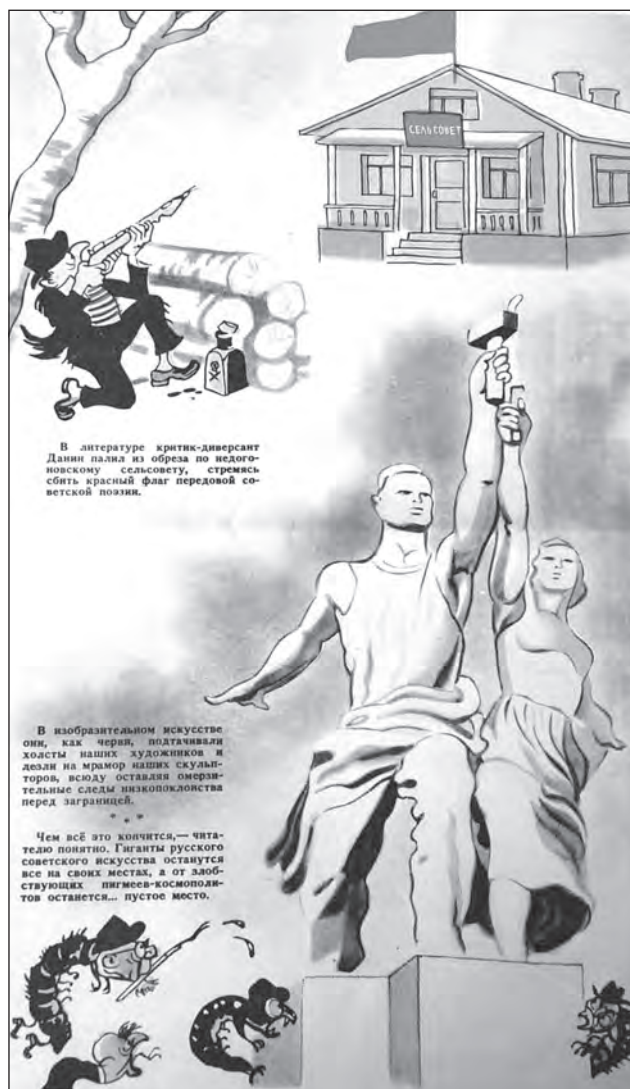 СЕЛЬСОВЕТ
В литературе критик-диверсант
Данин палил из обреза по недого-
новскому сельсовету, стремясь
сбить красный флаг передовой со-
ветской поэзии.
В изобразительном искусстве
они, как черви, подтачивали
холсты наших художников и
лезли на мрамор наших скульп-
торов, всюду оставляя омерзи-
тельные следы низкопоклонства
перед заграницей.
* * *
Чем всё это кончится,— чита-
телю понятно. Гиганты русского
советского искусства останутся
все на своих местах, а от злоб-
ствующих пигмеев-космополи-
тов останется... пустое место.